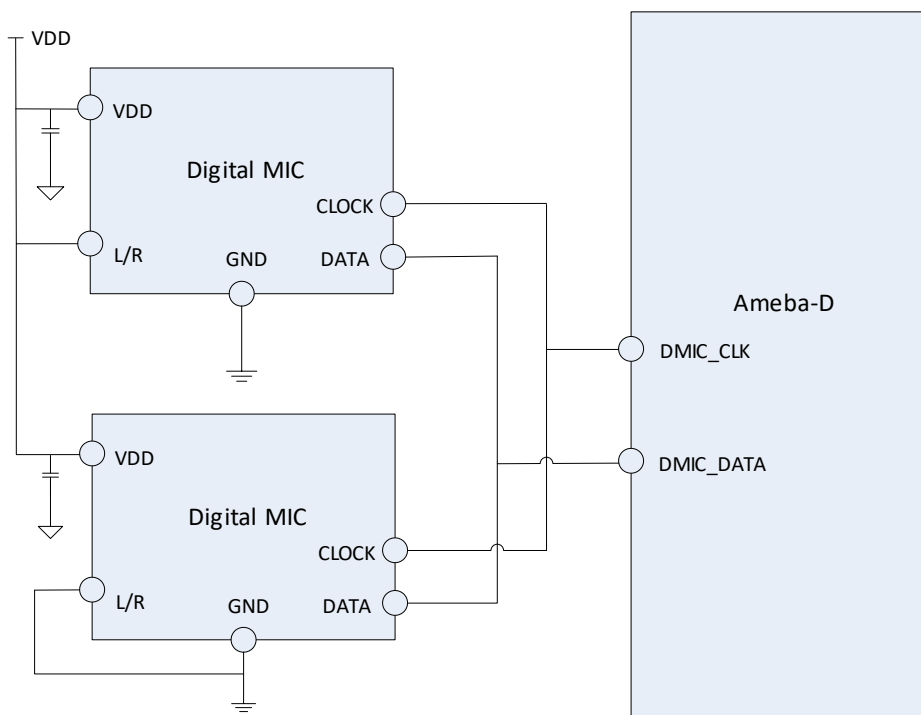 VDD
VDD
Digital MIC
CLOCK
L/R
GND
DATA
Ameba-D
DMIC_CLK
VDD
DMIC_DATA
Digital MIC
CLOCK
L/R
GND
DATA